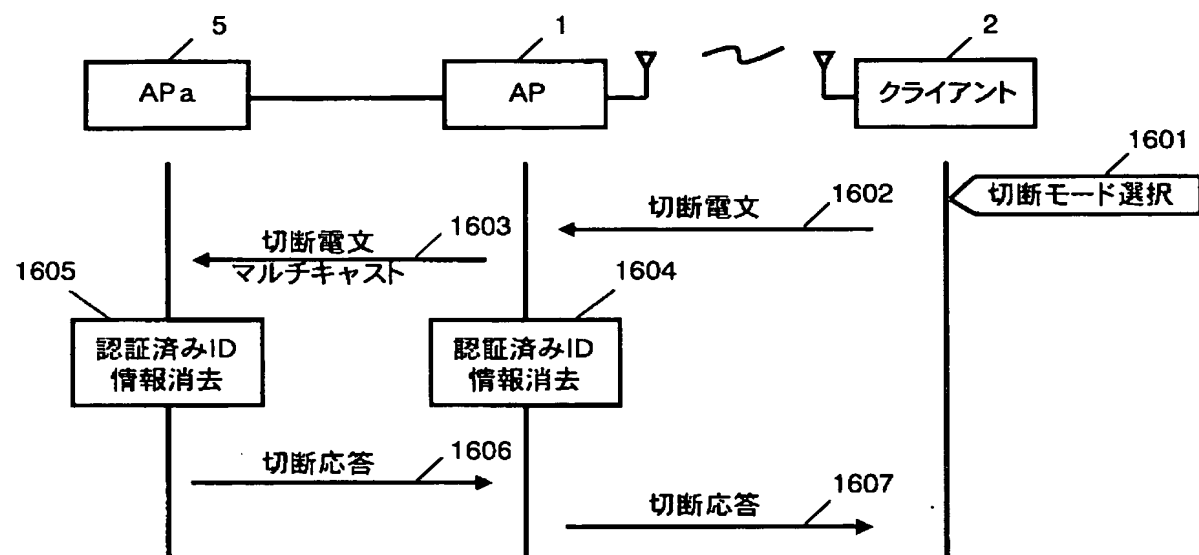 5
1
2
APa
AP
クライアント
1601
切断モード選択
切断電文
1602
切断電文
1603
マルチキャスト
1605
1604
認証済みID
情報消去
認証済みID
情報消去
切断応答
1606
切断応答
1607